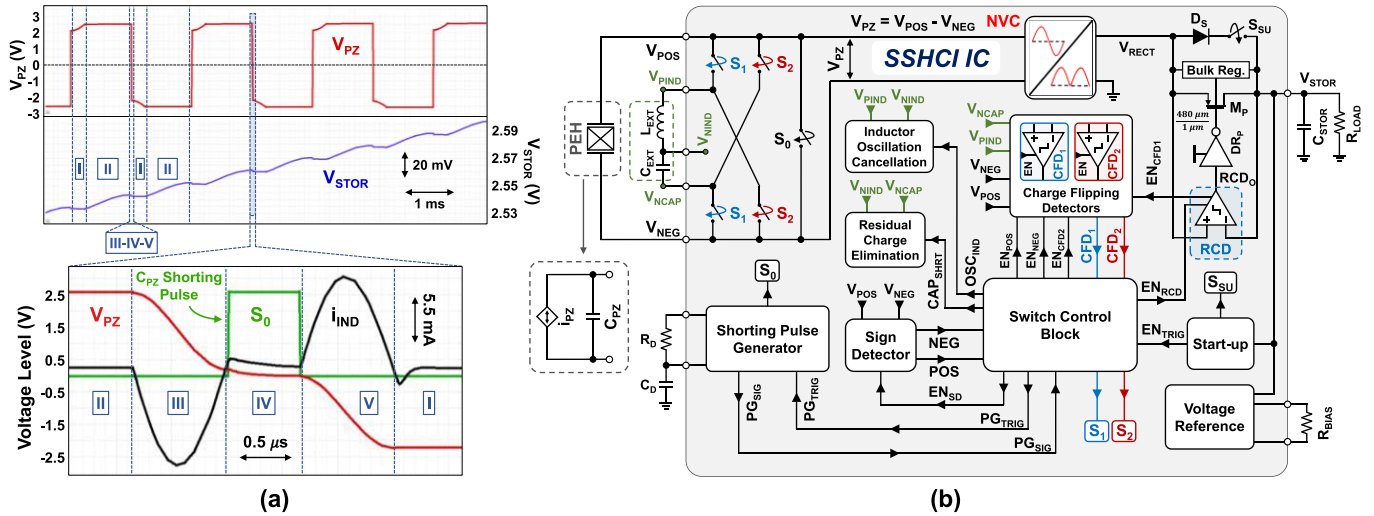 3
2
1
0
-1
-2
-3
V_PZ (V)
V_PZ
I
II
I
II
V_STOR
20 mV
1 ms
2.59
2.57
2.55
2.53
V_STOR (V)
III-IV-V
C_PZ Shorting
Pulse
V_PZ
S_0
i_IND
5.5 mA
2.5
1.5
0.5
-0.5
-1.5
-2.5
Voltage Level (V)
II
III
IV
V
I
0.5 μs
(a)
V_PZ = V_POS - V_NEG
NVC
SSHCI IC
V_POS
V_PIND
L_EXT
V_NIND
C_EXT
V_NCAP
V_NEG
PEH
S_1
S_2
S_0
S_1
S_2
V_PZ
V_RECT
D_S
S_SU
Bulk Reg.
V_STOR
M_P
480 μm
1 μm
DR_P
RCD_O
RCD
C_STOR
R_LOAD
V_PIND
V_NIND
Inductor
Oscillation
Cancellation
V_NIND
V_NCAP
Residual
Charge
Elimination
V_NCAP
V_PIND
V_NEG
V_POS
EN
CFD_1
EN
CFD_2
Charge Flipping
Detectors
EN_CFD1
OSC_IND
CAP_SHRT
EN_POS
EN_NEG
EN_CFD2
CFD_1
CFD_2
i_PZ
C_PZ
R_D
C_D
S_0
Shorting Pulse
Generator
V_POS
V_NEG
Sign
Detector
NEG
POS
Switch Control
Block
EN_RCD
EN_TRIG
S_SU
Start-up
EN_SD
PG_SIG
PG_TRIG
PG_TRIG
PG_SIG
S_1
S_2
Voltage
Reference
R_BIAS
(b)